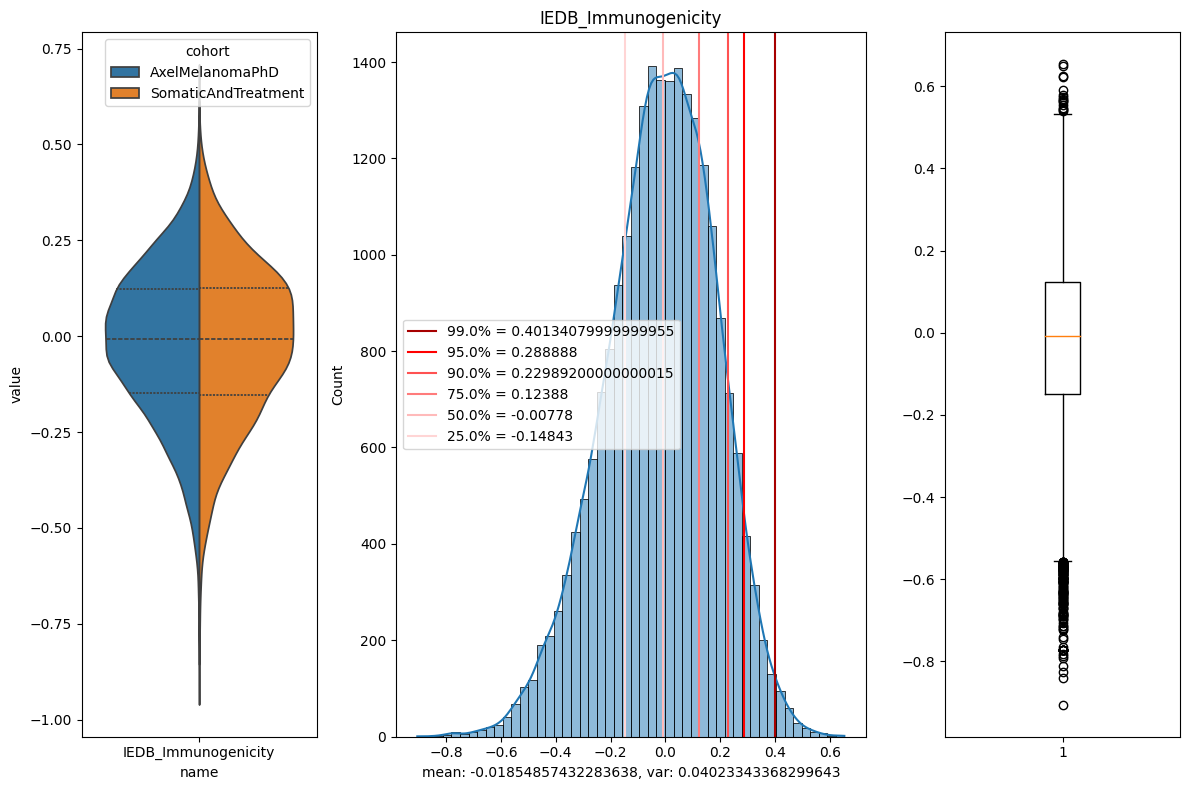 IEDB_Immunogenicity
cohort
AxelMelanomaPhD
SomaticAndTreatment
0.75
0.50
0.25
0.00
−0.25
−0.50
−0.75
−1.00
value
IEDB_Immunogenicity
name
1400
1200
1000
800
600
400
200
0
Count
99.0% = 0.40134079999999955
95.0% = 0.288888
90.0% = 0.22989200000000015
75.0% = 0.12388
50.0% = -0.00778
25.0% = -0.14843
−0.8 −0.6 −0.4 −0.2 0.0 0.2 0.4 0.6
mean: -0.01854857432283638, var: 0.04023343368299643
0.6
0.4
0.2
0.0
−0.2
−0.4
−0.6
−0.8
1